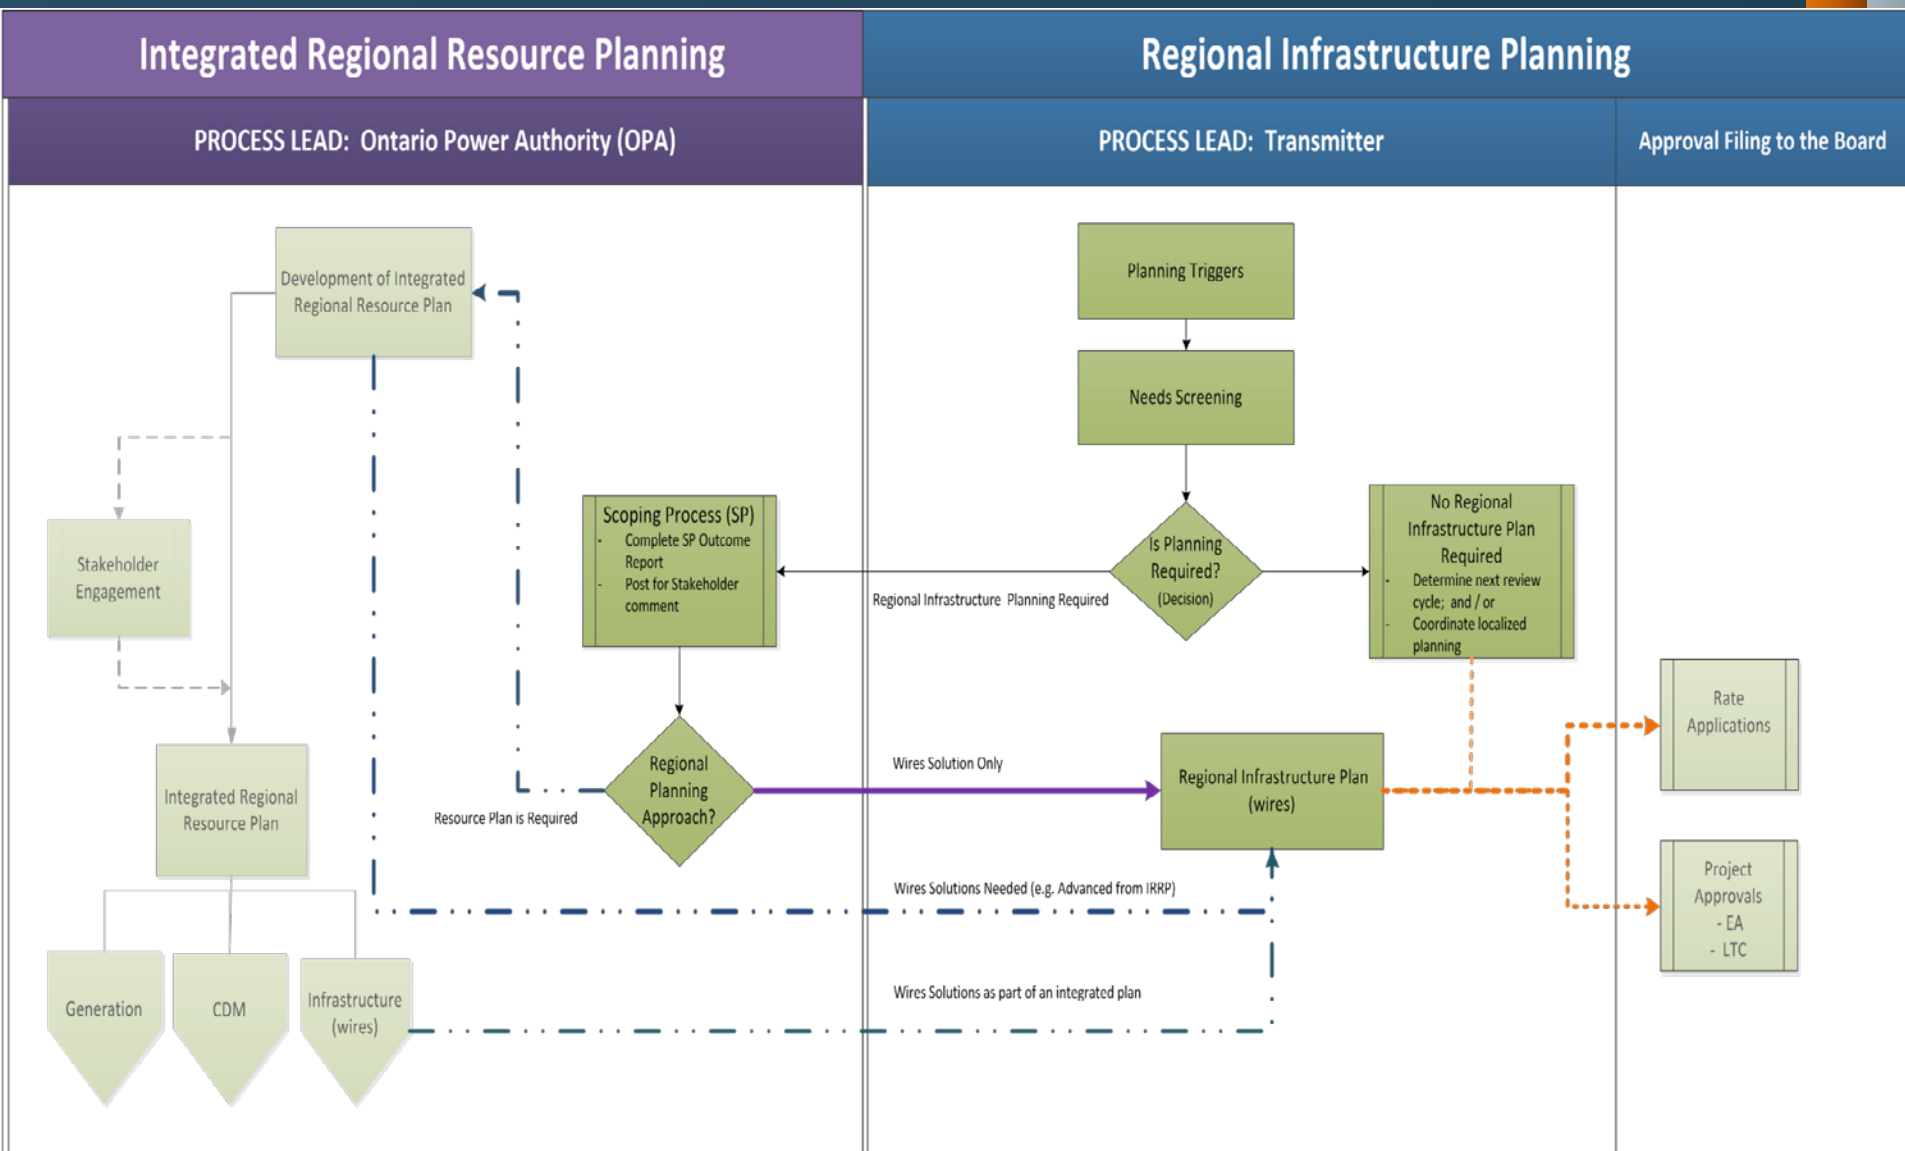 Integrated Regional Resource Planning
Regional Infrastructure Planning
PROCESS LEAD: Ontario Power Authority (OPA)
PROCESS LEAD: Transmitter
Approval Filing to the Board
Development of Integrated
Regional Resource Plan
Planning Triggers
Needs Screening
Stakeholder
Engagement
Scoping Process (SP)
- Complete SP Outcome
Report
- Post for Stakeholder
comment
Is Planning
Required?
(Decision)
Regional Infrastructure Planning Required
No Regional
Infrastructure Plan
Required
- Determine next review
cycle; and / or
- Coordinate localized
planning
Integrated Regional
Resource Plan
Regional
Planning
Approach?
Resource Plan is Required
Wires Solution Only
Regional Infrastructure Plan
(wires)
Rate
Applications
Project
Approvals
- EA
- LTC
Wires Solutions Needed (e.g. Advanced from IRRP)
Wires Solutions as part of an integrated plan
Generation
CDM
Infrastructure
(wires)